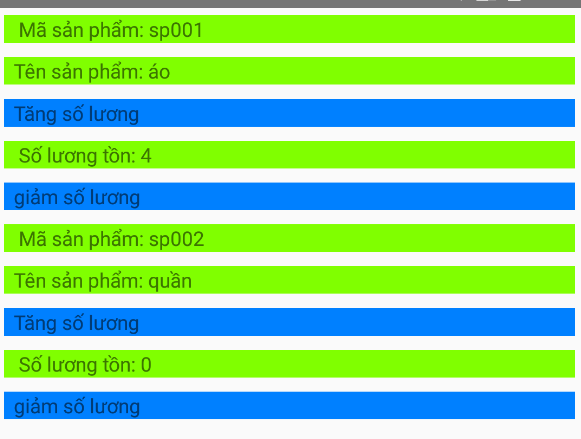 Mã sản phẩm: sp001
Tên sản phẩm: áo
Tăng số lương
Số lương tồn: 4
giảm số lương
Mã sản phẩm: sp002
Tên sản phẩm: quần
Tăng số lương
Số lương tồn: 0
giảm số lương